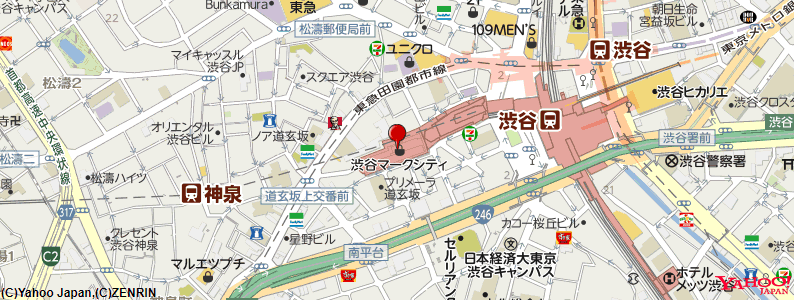 Bunkamura
東急
松濤郵便局前
マイキャッスル
渋谷JP
松濤2
スクエア渋谷
ユニクロ
109MEN'S
東急
朝日生命
宮益坂ビル
渋谷
東京メトロ銀
東急田園都市線
渋谷ヒカリエ
渋谷クロスタ
渋谷
渋谷署前
渋谷警察署
首都高速中央環状線
オリエンタル
渋谷ビル
ノア道玄坂
KFC
松濤二
松濤ハイツ
神泉
渋谷マークシティ
プリメーラ
道玄坂
道玄坂上交番前
317
C2
クレセント
渋谷神泉
マルエツプチ
星野ビル
南平台
246
カコー桜丘ビル
セルリアン
日本経済大東京
渋谷キャンパス
ホテル
メッツ渋谷
(C)Yahoo Japan,(C)ZENRIN
YAHOO!
JAPAN